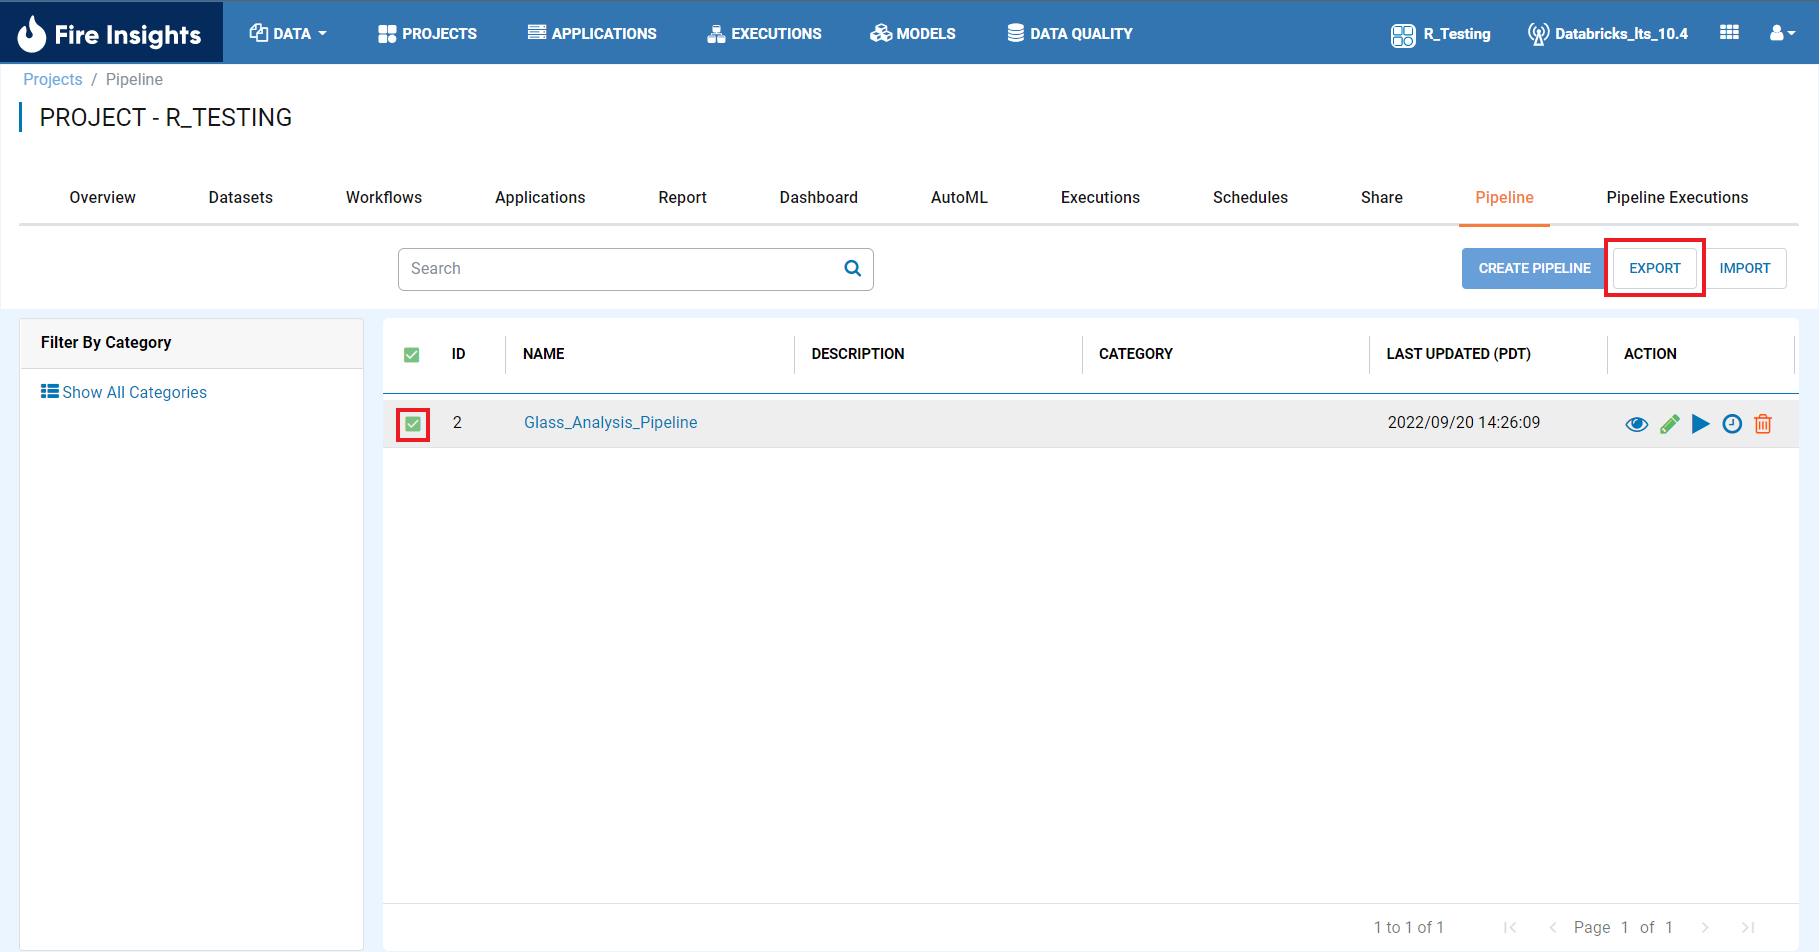 Fire Insights DATA PROJECTS APPLICATIONS EXECUTIONS MODELS DATA QUALITY R_Testing Databricks_lts_10.4
Projects / Pipeline
PROJECT - R_TESTING
Overview Datasets Workflows Applications Report Dashboard AutoML Executions Schedules Share Pipeline Pipeline Executions
Search CREATE PIPELINE EXPORT IMPORT
Filter By Category
Show All Categories
ID NAME DESCRIPTION CATEGORY LAST UPDATED (PDT) ACTION
2 Glass_Analysis_Pipeline 2022/09/20 14:26:09
1 to 1 of 1 Page 1 of 1